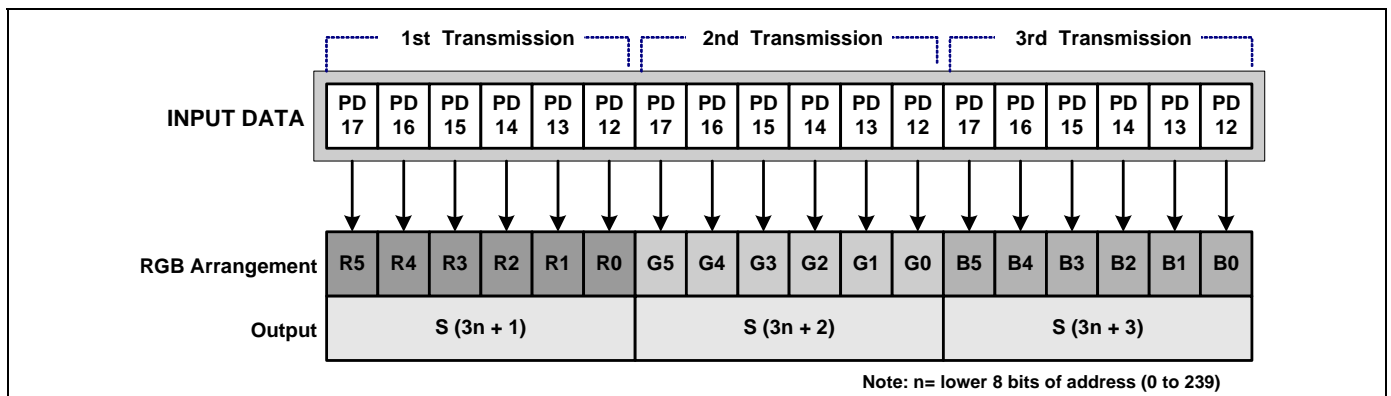 1st Transmission 2nd Transmission 3rd Transmission
INPUT DATA PD 17 PD 16 PD 15 PD 14 PD 13 PD 12 PD 17 PD 16 PD 15 PD 14 PD 13 PD 12 PD 17 PD 16 PD 15 PD 14 PD 13 PD 12
RGB Arrangement R5 R4 R3 R2 R1 R0 G5 G4 G3 G2 G1 G0 B5 B4 B3 B2 B1 B0
Output S (3n + 1) S (3n + 2) S (3n + 3)
Note: n= lower 8 bits of address (0 to 239)